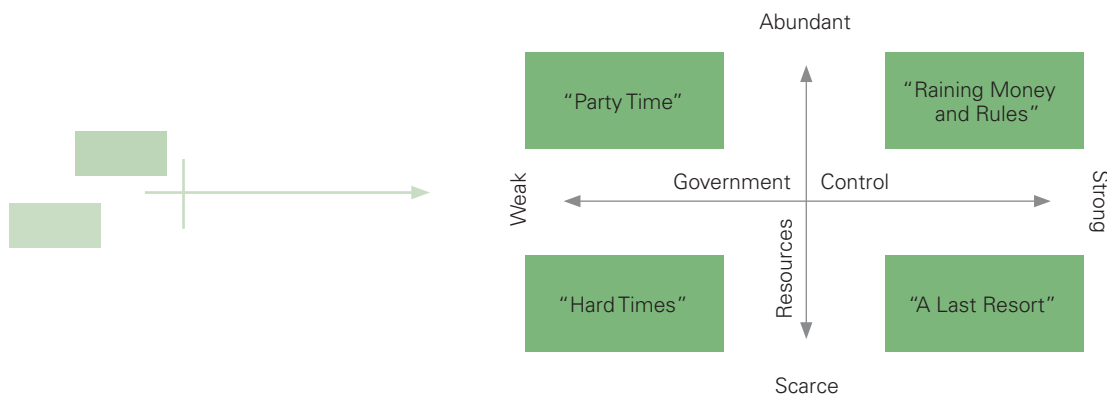 Abundant
“Party Time”
“Raining Money
and Rules”
Weak
Government Control
Strong
Resources
“Hard Times”
“A Last Resort”
Scarce